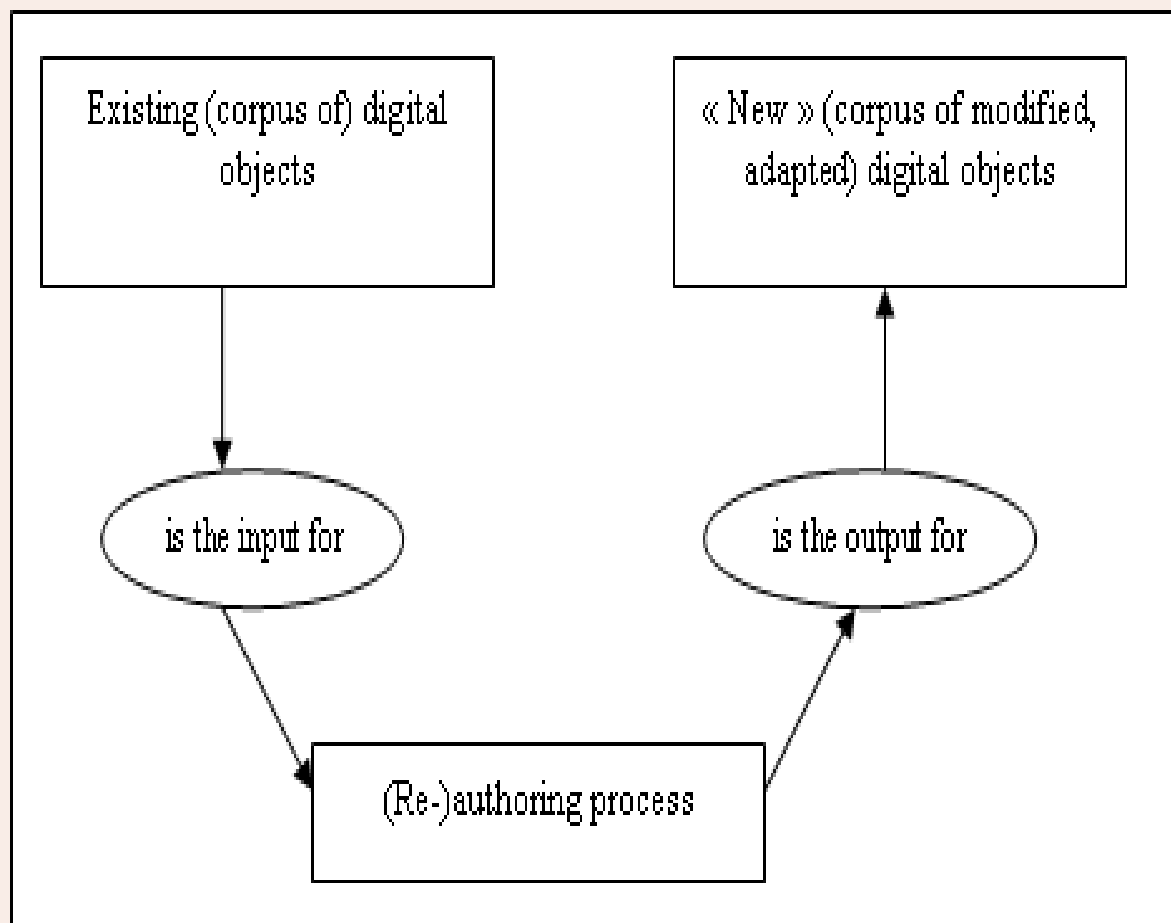 Existing (corpus of) digital
objects
« New » (corpus of modified,
adapted) digital objects
is the input for
is the output for
(Re-)authoring process